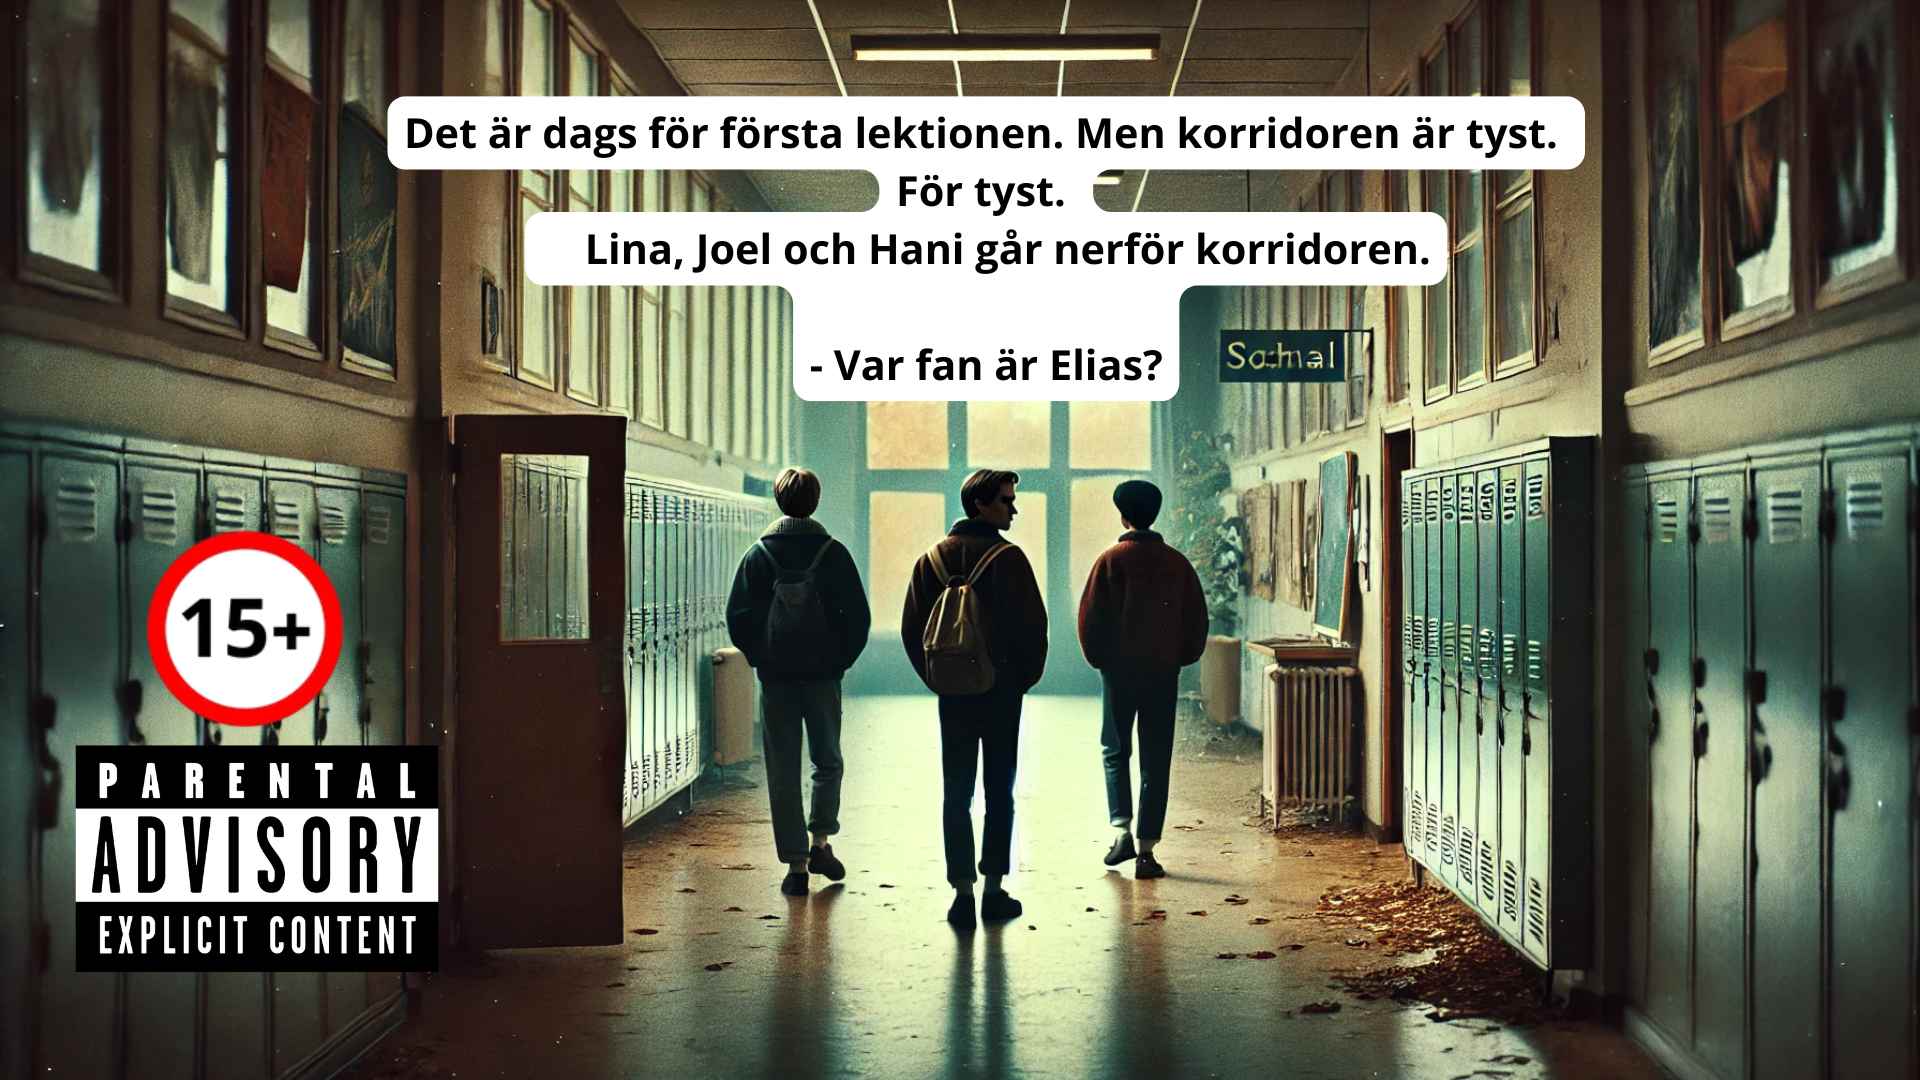 Det är dags för första lektionen. Men korridoren är tyst.
För tyst.
Lina, Joel och Hani går nerför korridoren.
- Var fan är Elias?
15+
PARENTAL
ADVISORY
EXPLICIT CONTENT